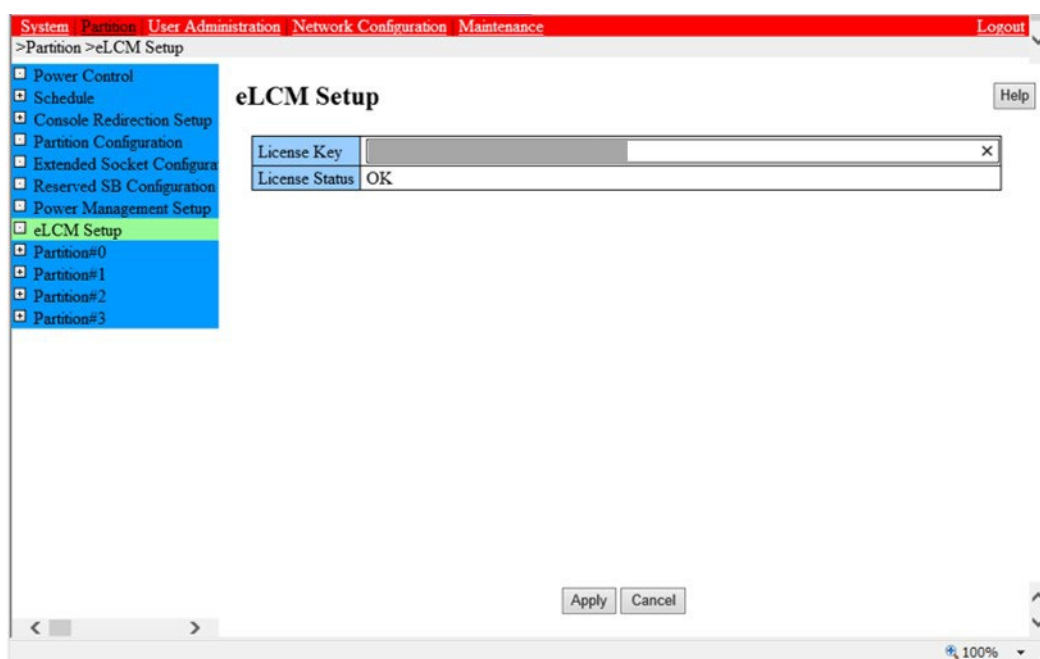 System Partition User Administration Network Configuration Maintenance Logout
>Partition >eLCM Setup
Power Control
Schedule
Console Redirection Setup
Partition Configuration
Extended Socket Configura
Reserved SB Configuration
Power Management Setup
eLCM Setup
Partition#0
Partition#1
Partition#2
Partition#3
eLCM Setup
Help
License Key
License Status OK
Apply Cancel
100%